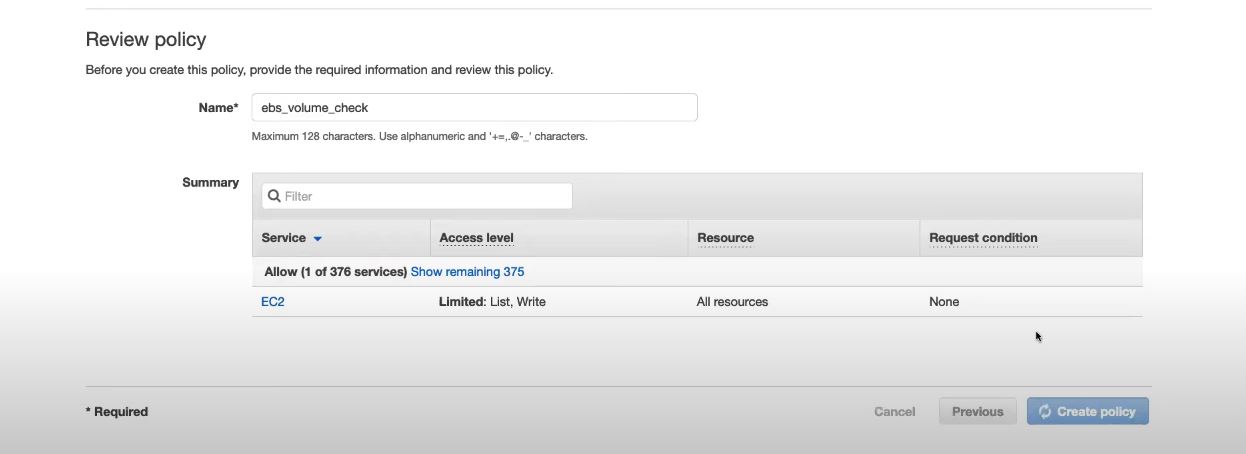 Review policy
Before you create this policy, provide the required information and review this policy.
Name* ebs_volume_check
Maximum 128 characters. Use alphanumeric and '+=,.@-_' characters.
Summary Filter
Service Access level Resource Request condition
Allow (1 of 376 services) Show remaining 375
EC2 Limited: List, Write All resources None
* Required Cancel Previous Create policy